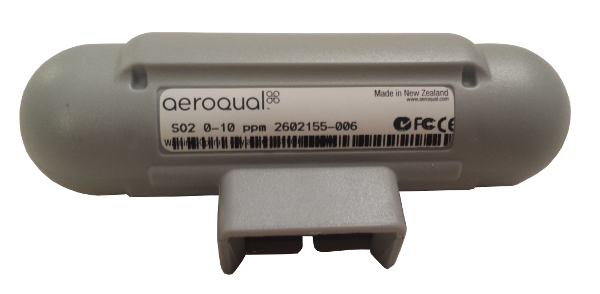 aeroqual
Made in New Zealand
www.aeroqual.com
SO2 0-10 ppm 2602155-006
FC CE